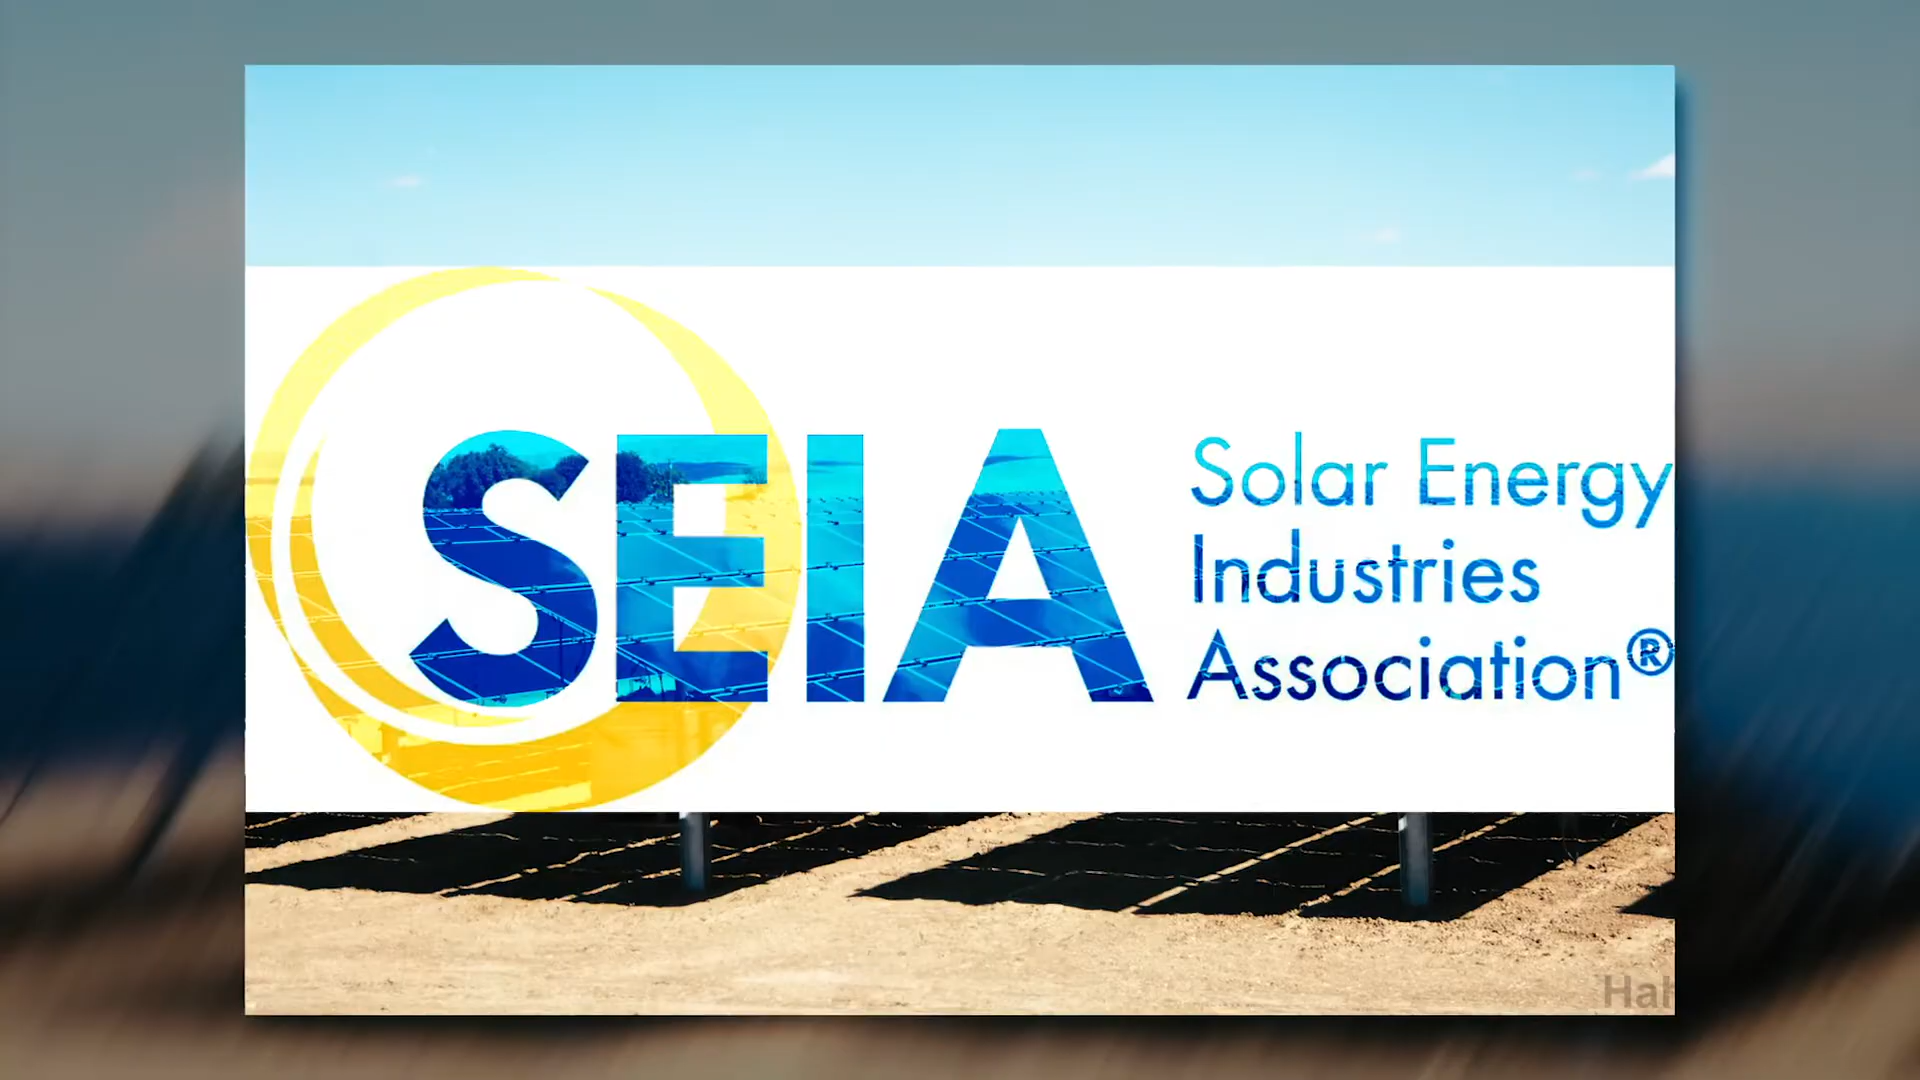 SEIA
Solar Energy
Industries
Association®